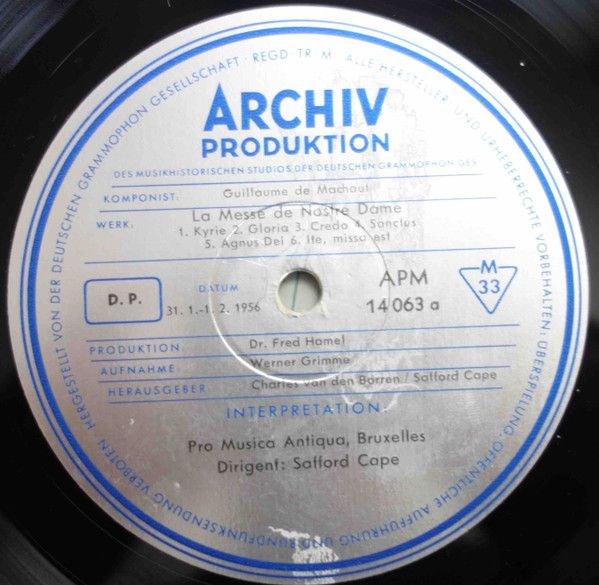 HERGESTELLT VON DER DEUTSCHEN GRAMMOPHON GESELLSCHAFT · REGD · TR · M · ALLE HERSTELLER- UND URHEBERRECHTE VORBEHALTEN: ÜBERSPIELUNG, ÖFFENTLICHE AUFFÜHRUNG UND RUNDFUNKSENDUNG VERBOTEN
ARCHIV
PRODUKTION
DES MUSIKHISTORISCHEN STUDIOS DER DEUTSCHEN GRAMMOPHON GES
KOMPONIST: Guillaume de Machaut
WERK: La Messe de Nostre Dame
1. Kyrie 2. Gloria 3. Credo 4. Sanctus
5. Agnus Dei 6. Ite, missa est
D. P.
DATUM
31. 1.-1. 2. 1956
APM
14 063 a
M
33
PRODUKTION Dr. Fred Hamel
AUFNAHME: Werner Grimme
HERAUSGEBER Charles van den Borren / Safford Cape
INTERPRETATION:
Pro Musica Antiqua, Bruxelles
Dirigent: Safford Cape